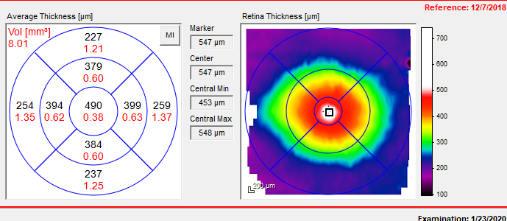 Reference: 12/7/2018
Average Thickness [µm]
Vol [mm³]
8.01
MI
227
1.21
379
0.60
254
1.35
394
0.62
490
0.38
399
0.63
259
1.37
384
0.60
237
1.25
Marker
547 µm
Center
547 µm
Central Min
453 µm
Central Max
548 µm
Retina Thickness [µm]
700
600
500
400
300
200
100
Examination: 1/23/2020